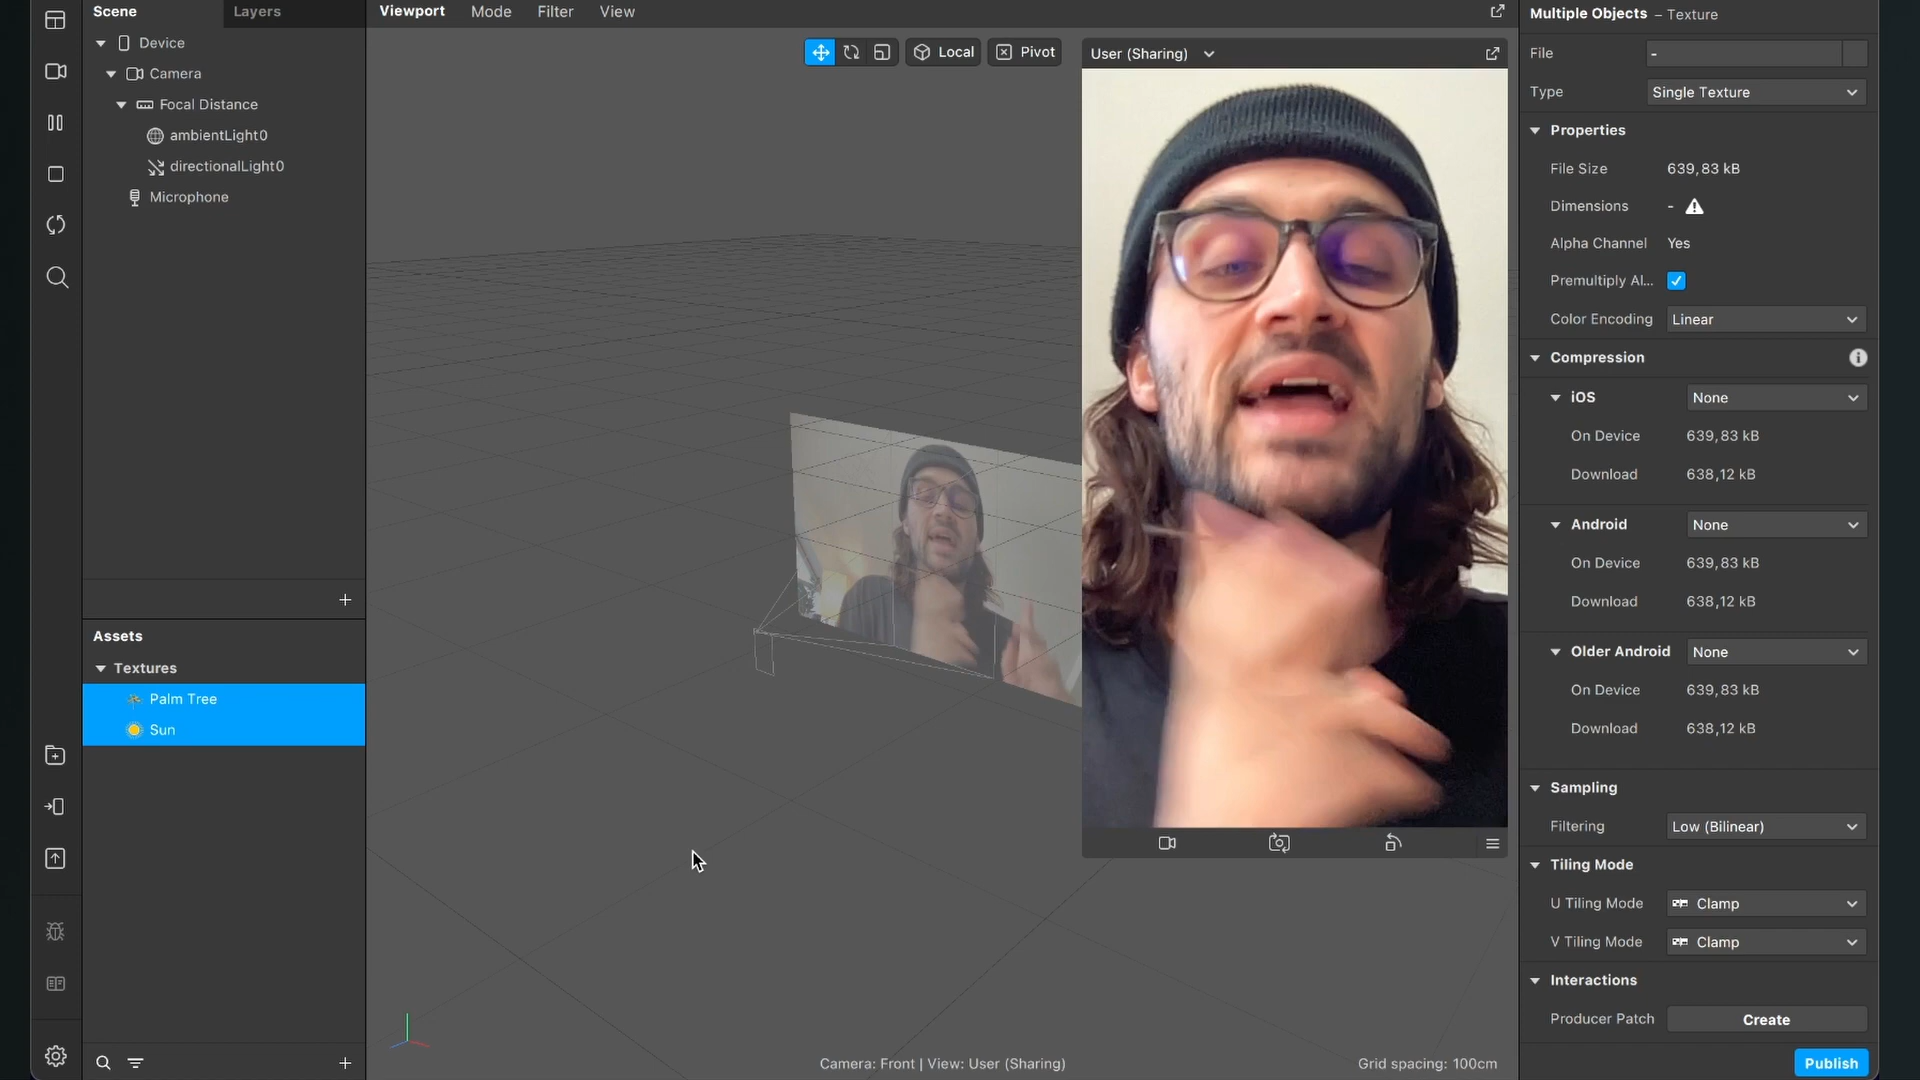 Scene
Layers
Device
Camera
Focal Distance
ambientLight0
directionalLight0
Microphone
Assets
Textures
Palm Tree
Sun
Viewport
Mode
Filter
View
Local
Pivot
User (Sharing)
Camera: Front | View: User (Sharing)
Grid spacing: 100cm
Multiple Objects – Texture
File -
Type Single Texture
Properties
File Size 639,83 kB
Dimensions -
Alpha Channel Yes
Premultiply Al...
Color Encoding Linear
Compression
iOS None
On Device 639,83 kB
Download 638,12 kB
Android None
On Device 639,83 kB
Download 638,12 kB
Older Android None
On Device 639,83 kB
Download 638,12 kB
Sampling
Filtering Low (Bilinear)
Tiling Mode
U Tiling Mode Clamp
V Tiling Mode Clamp
Interactions
Producer Patch Create
Publish